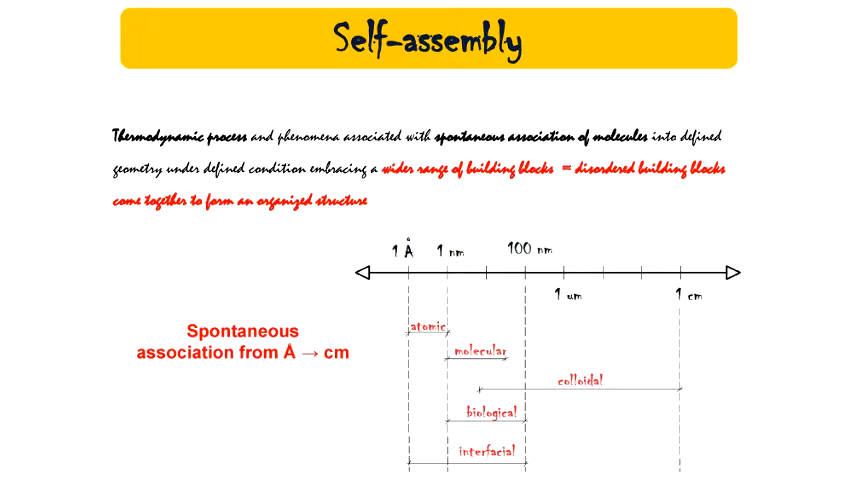 Self-assembly
Thermodynamic process and phenomena associated with spontaneous association of molecules into defined
geometry under defined condition embracing a wider range of building blocks = disordered building blocks
come together to form an organized structure
1 Å 1 nm 100 nm
1 um 1 cm
Spontaneous
association from Å → cm
atomic
molecular
colloidal
biological
interfacial